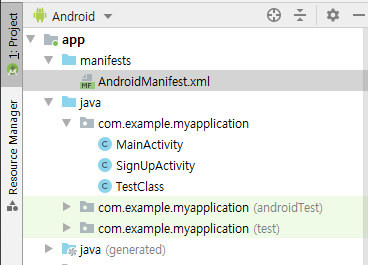 1: Project
Resource Manager
Android
app
manifests
MF AndroidManifest.xml
java
com.example.myapplication
C MainActivity
C SignUpActivity
C TestClass
com.example.myapplication (androidTest)
com.example.myapplication (test)
java (generated)